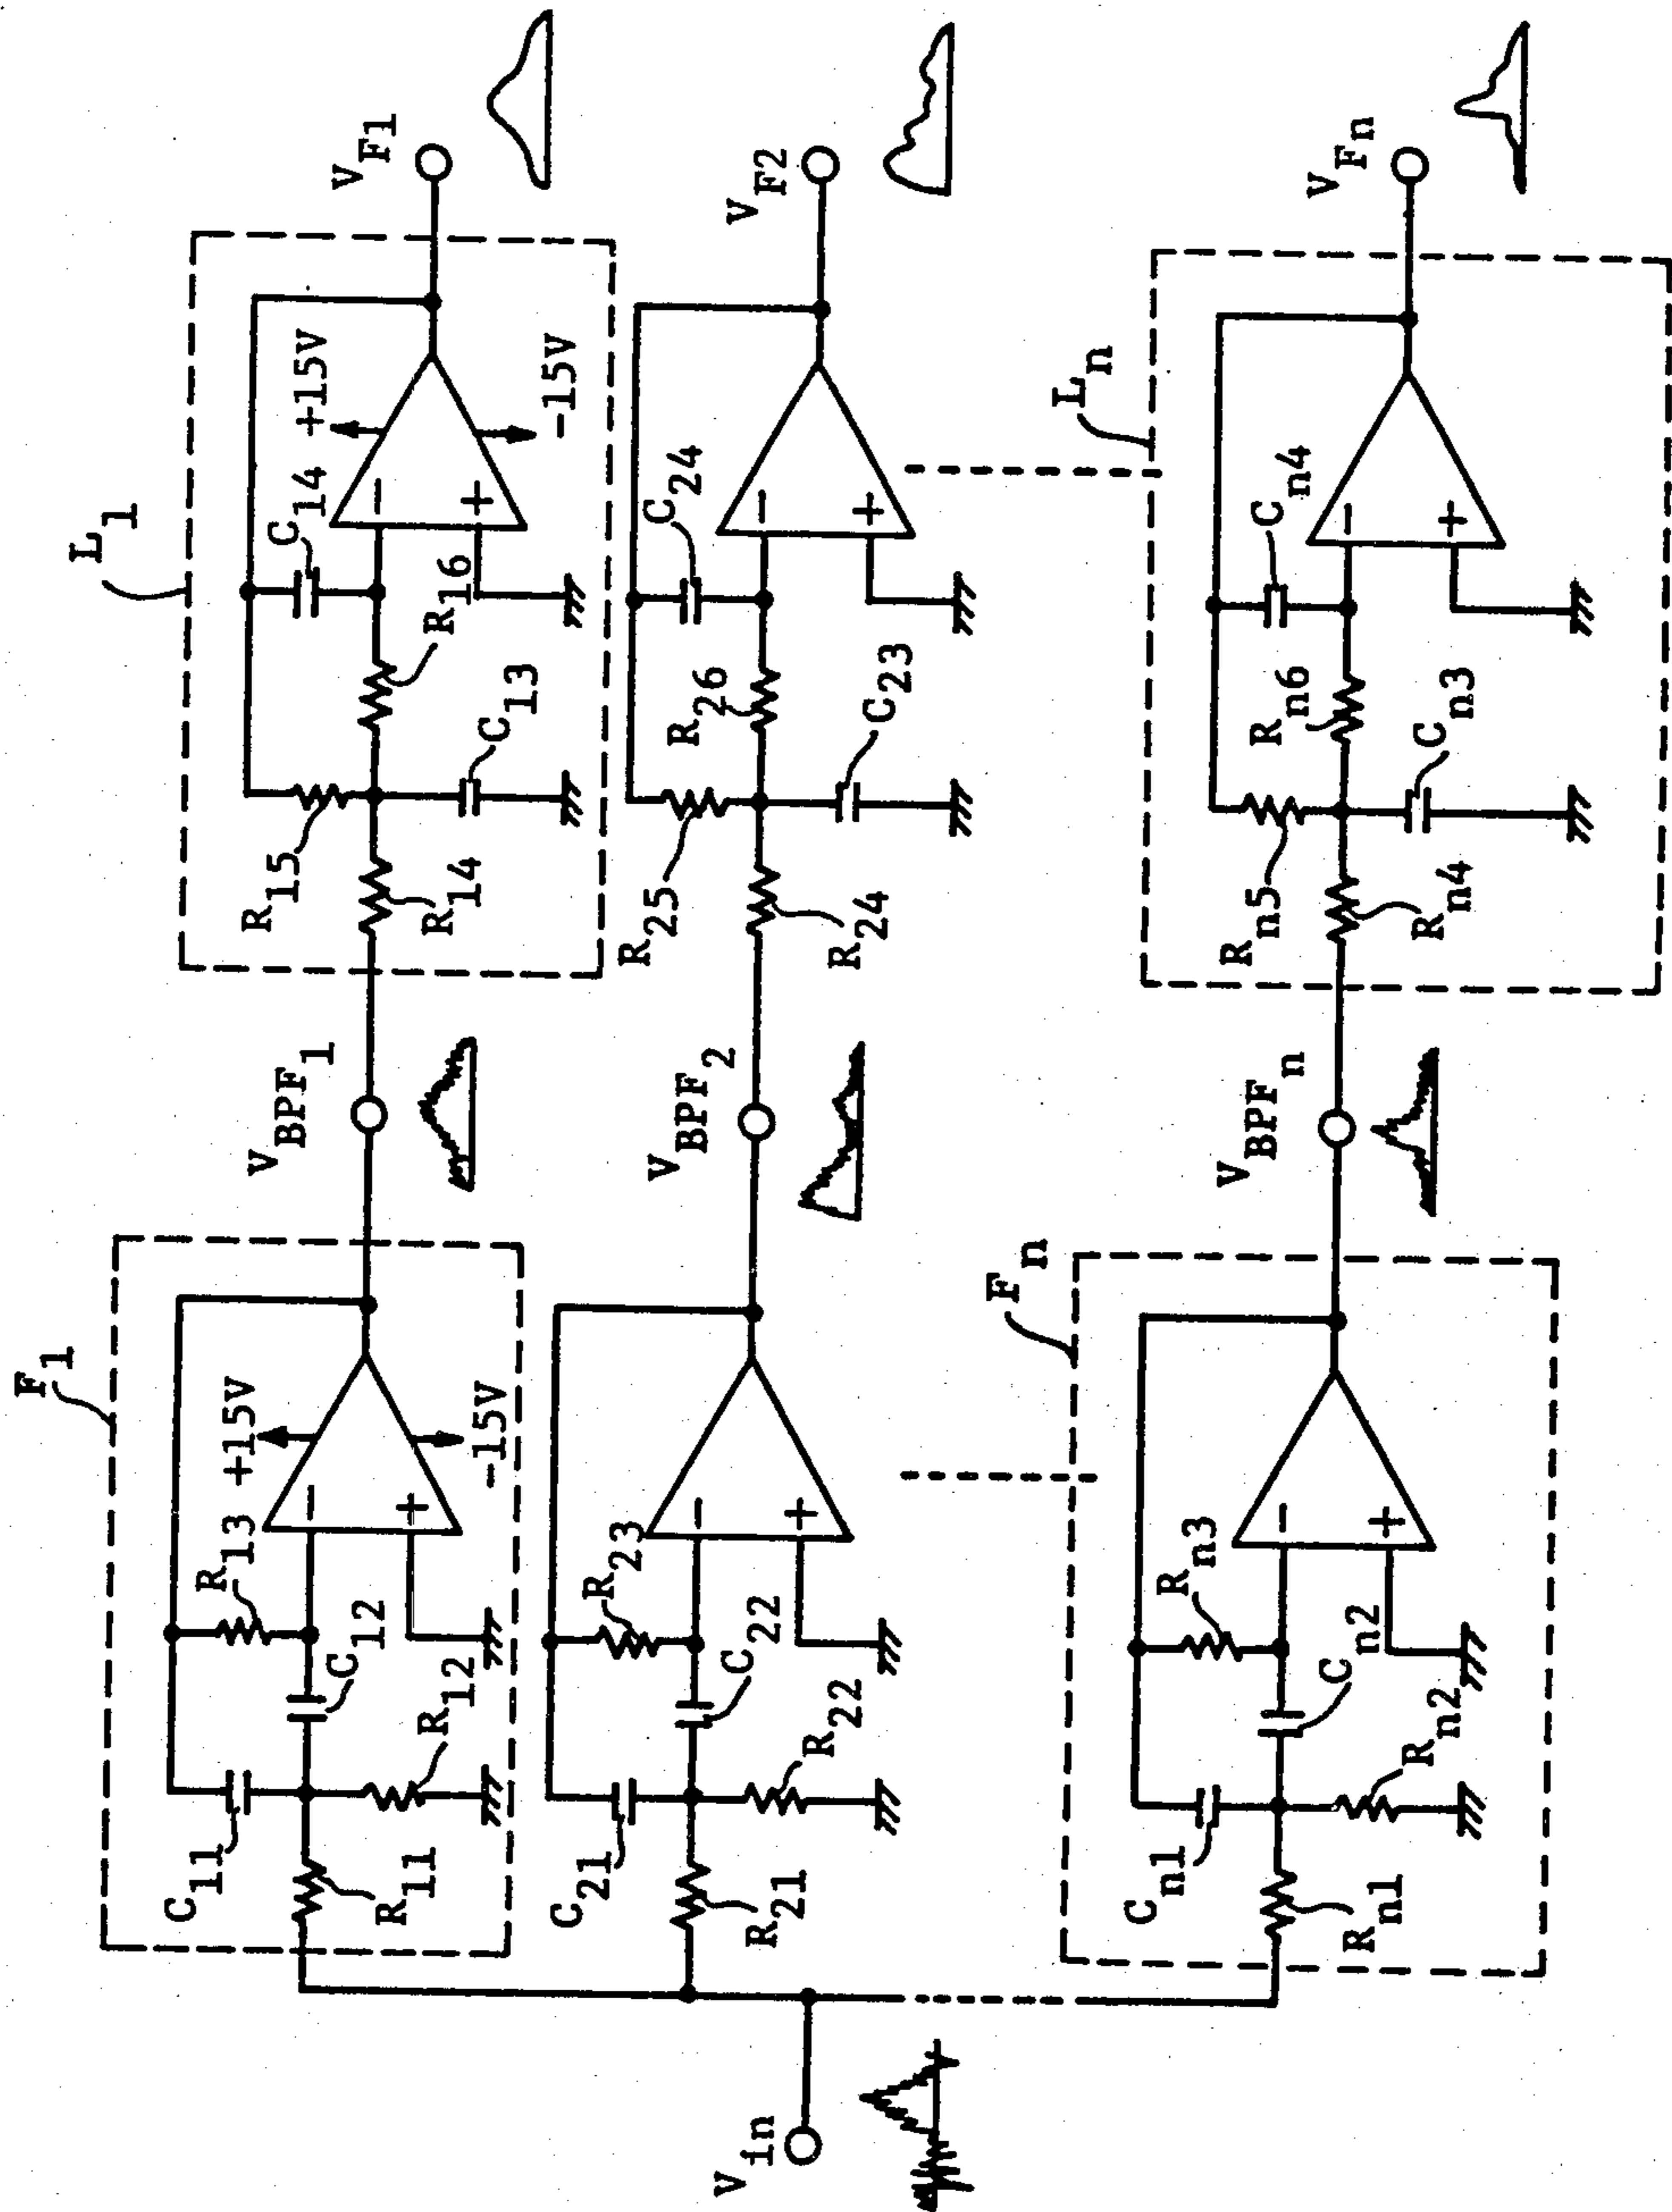 F1
L1
C11
R11
R12
C12
R13
+15V
-15V
VBPF1
R15
R14
C13
R16
C14
+15V
-15V
VF1
Vin
C21
R21
R22
C22
R23
VBPF2
R25
R24
R26
C23
C24
VF2
Fn
Ln
Cn1
Rn1
Rn2
Cn2
Rn3
VBPFn
Rn5
Rn4
Rn6
Cn3
Cn4
VFn